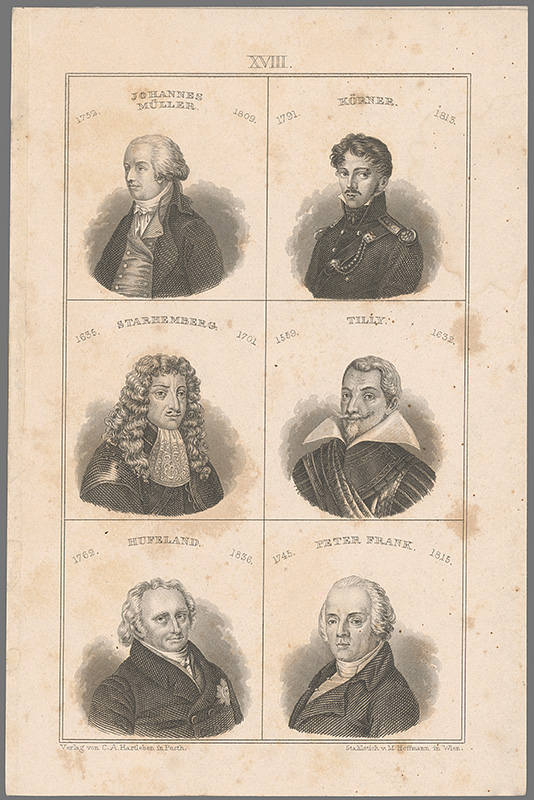 XVIII.
JOHANNES
MÜLLER.
1752.
1809.
KÖRNER.
1791.
1813.
STARHEMBERG
1635.
1701
TILLY.
1559.
1632.
HUFELAND.
1762.
1836.
PETER FRANK.
1745.
1815.
Verlag von C. A. Hartleben in Pesth.
Stahlstich v. M. Hoffmann in Wien.